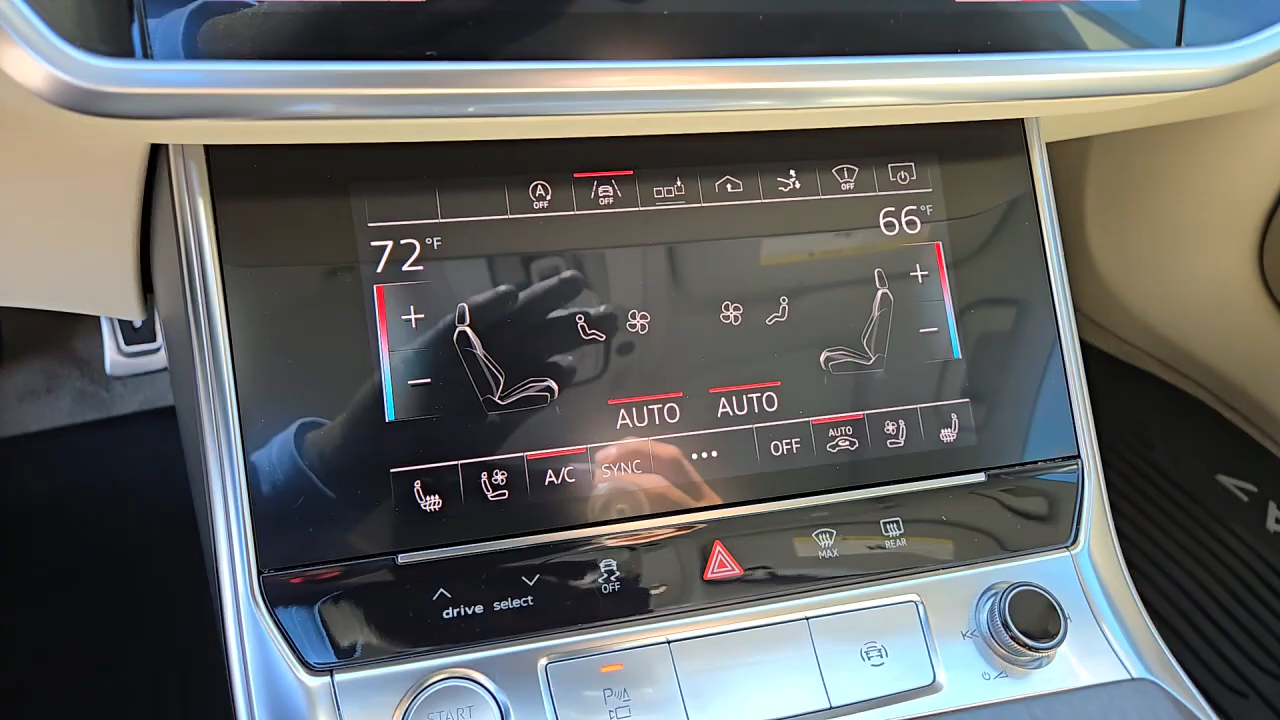 A
OFF
OFF
OFF
66°F
72°F
+
+
−
−
AUTO
AUTO
AUTO
OFF
A/C
SYNC
•••
MAX
REAR
OFF
drive select
START
P